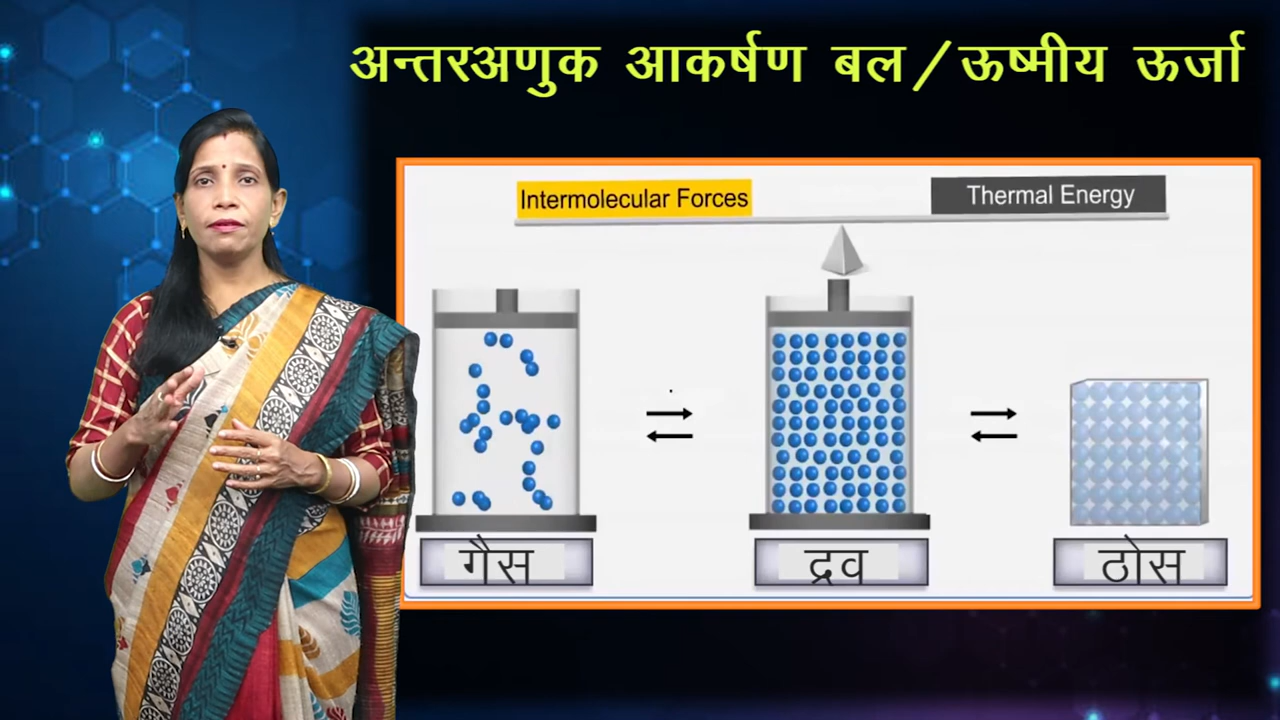 अन्तरअणुक आकर्षण बल/ऊष्मीय ऊर्जा
Intermolecular Forces
Thermal Energy
गैस
द्रव
ठोस